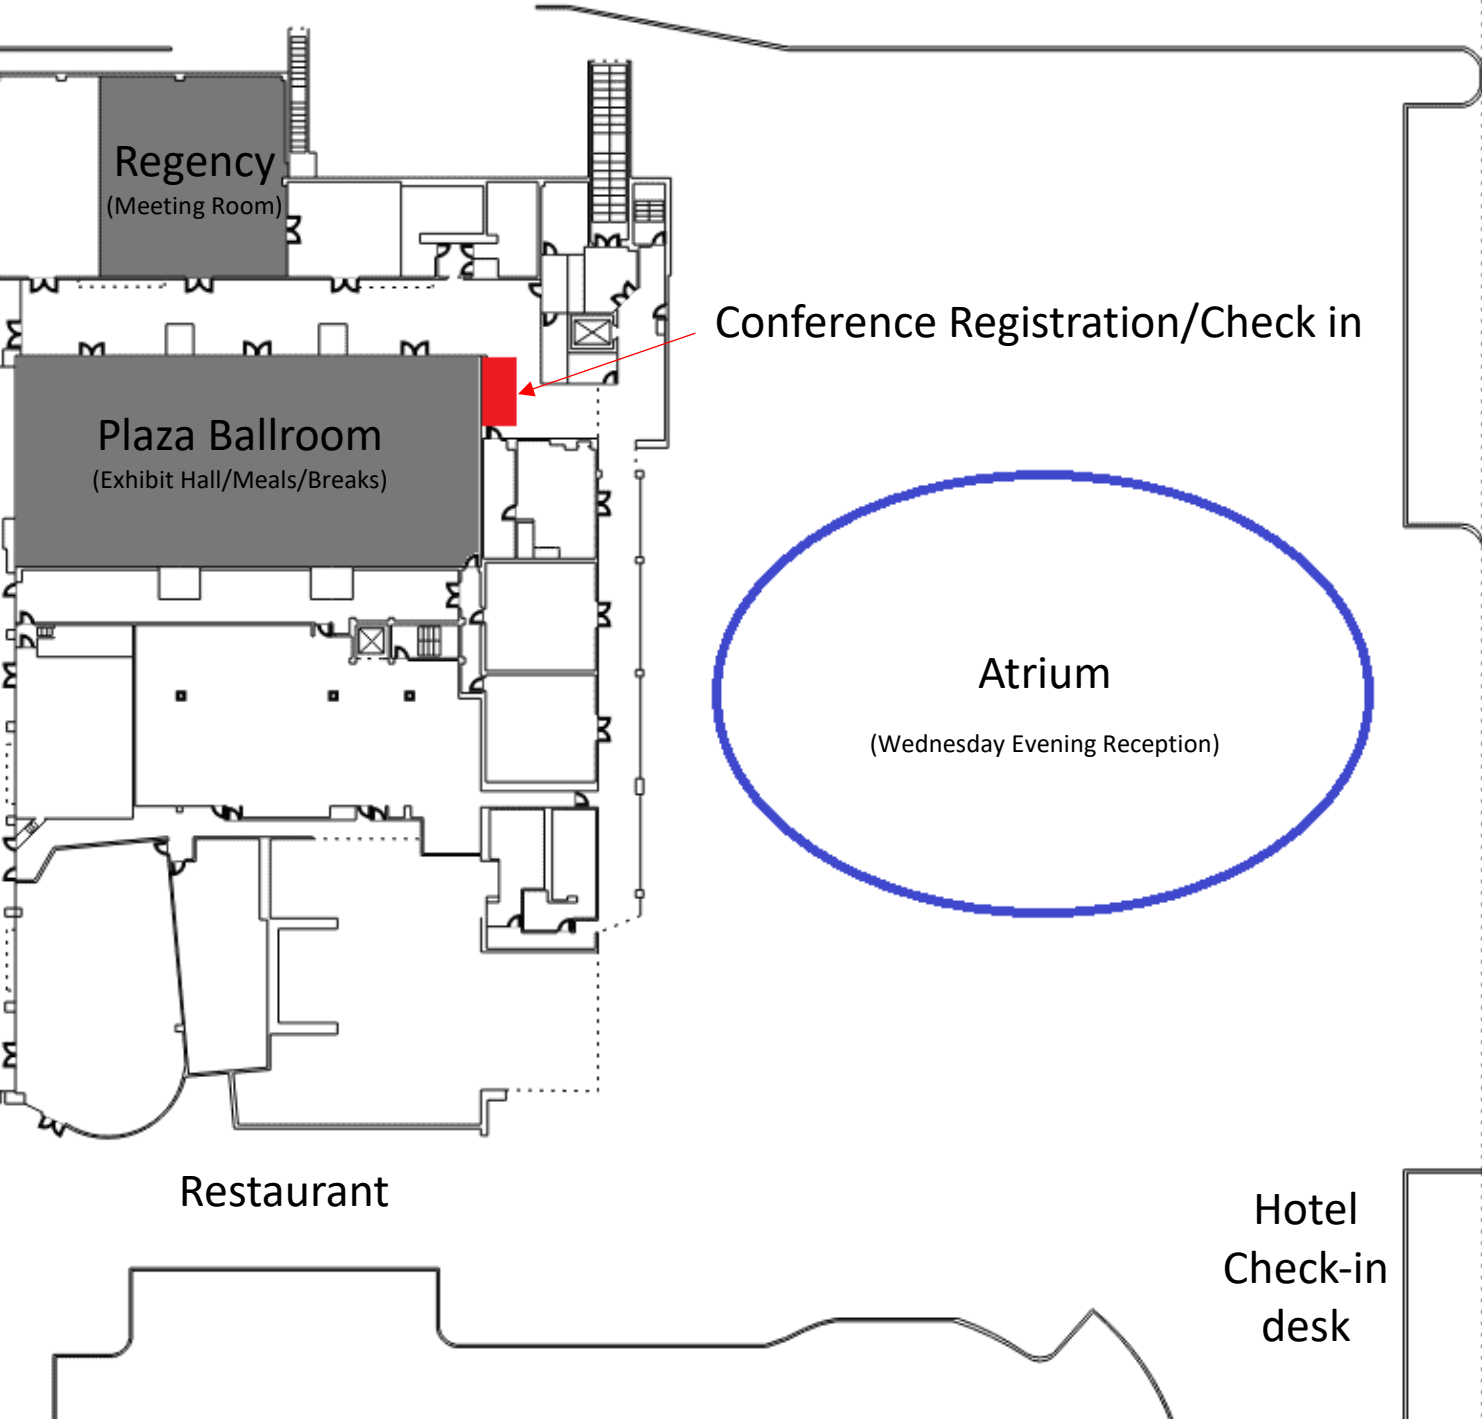 Regency
(Meeting Room)
Conference Registration/Check in
Plaza Ballroom
(Exhibit Hall/Meals/Breaks)
Atrium
(Wednesday Evening Reception)
Restaurant
Hotel
Check-in
desk